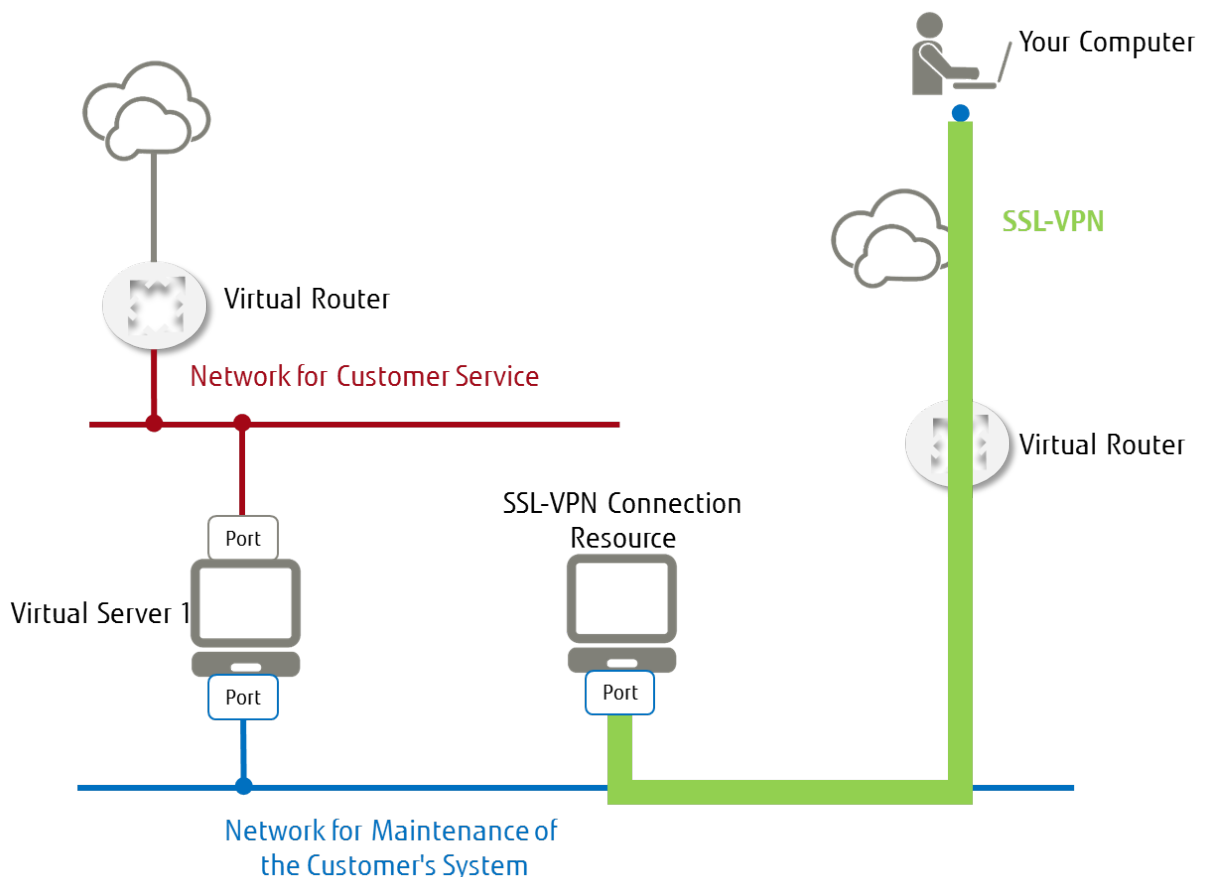 Your Computer
SSL-VPN
Virtual Router
Network for Customer Service
Virtual Router
SSL-VPN Connection
Resource
Port
Virtual Server 1
Port
Port
Network for Maintenance of
the Customer's System